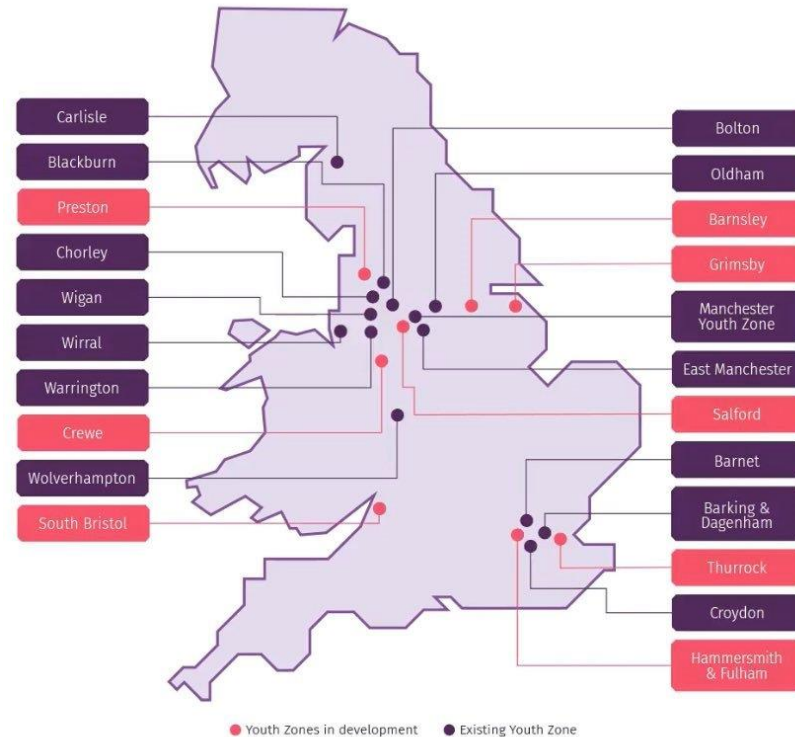 Carlisle
Blackburn
Preston
Chorley
Wigan
Wirral
Warrington
Crewe
Wolverhampton
South Bristol
Bolton
Oldham
Barnsley
Grimsby
Manchester
Youth Zone
East Manchester
Salford
Barnet
Barking &
Dagenham
Thurrock
Croydon
Hammersmith
& Fulham
Youth Zones in development
Existing Youth Zone